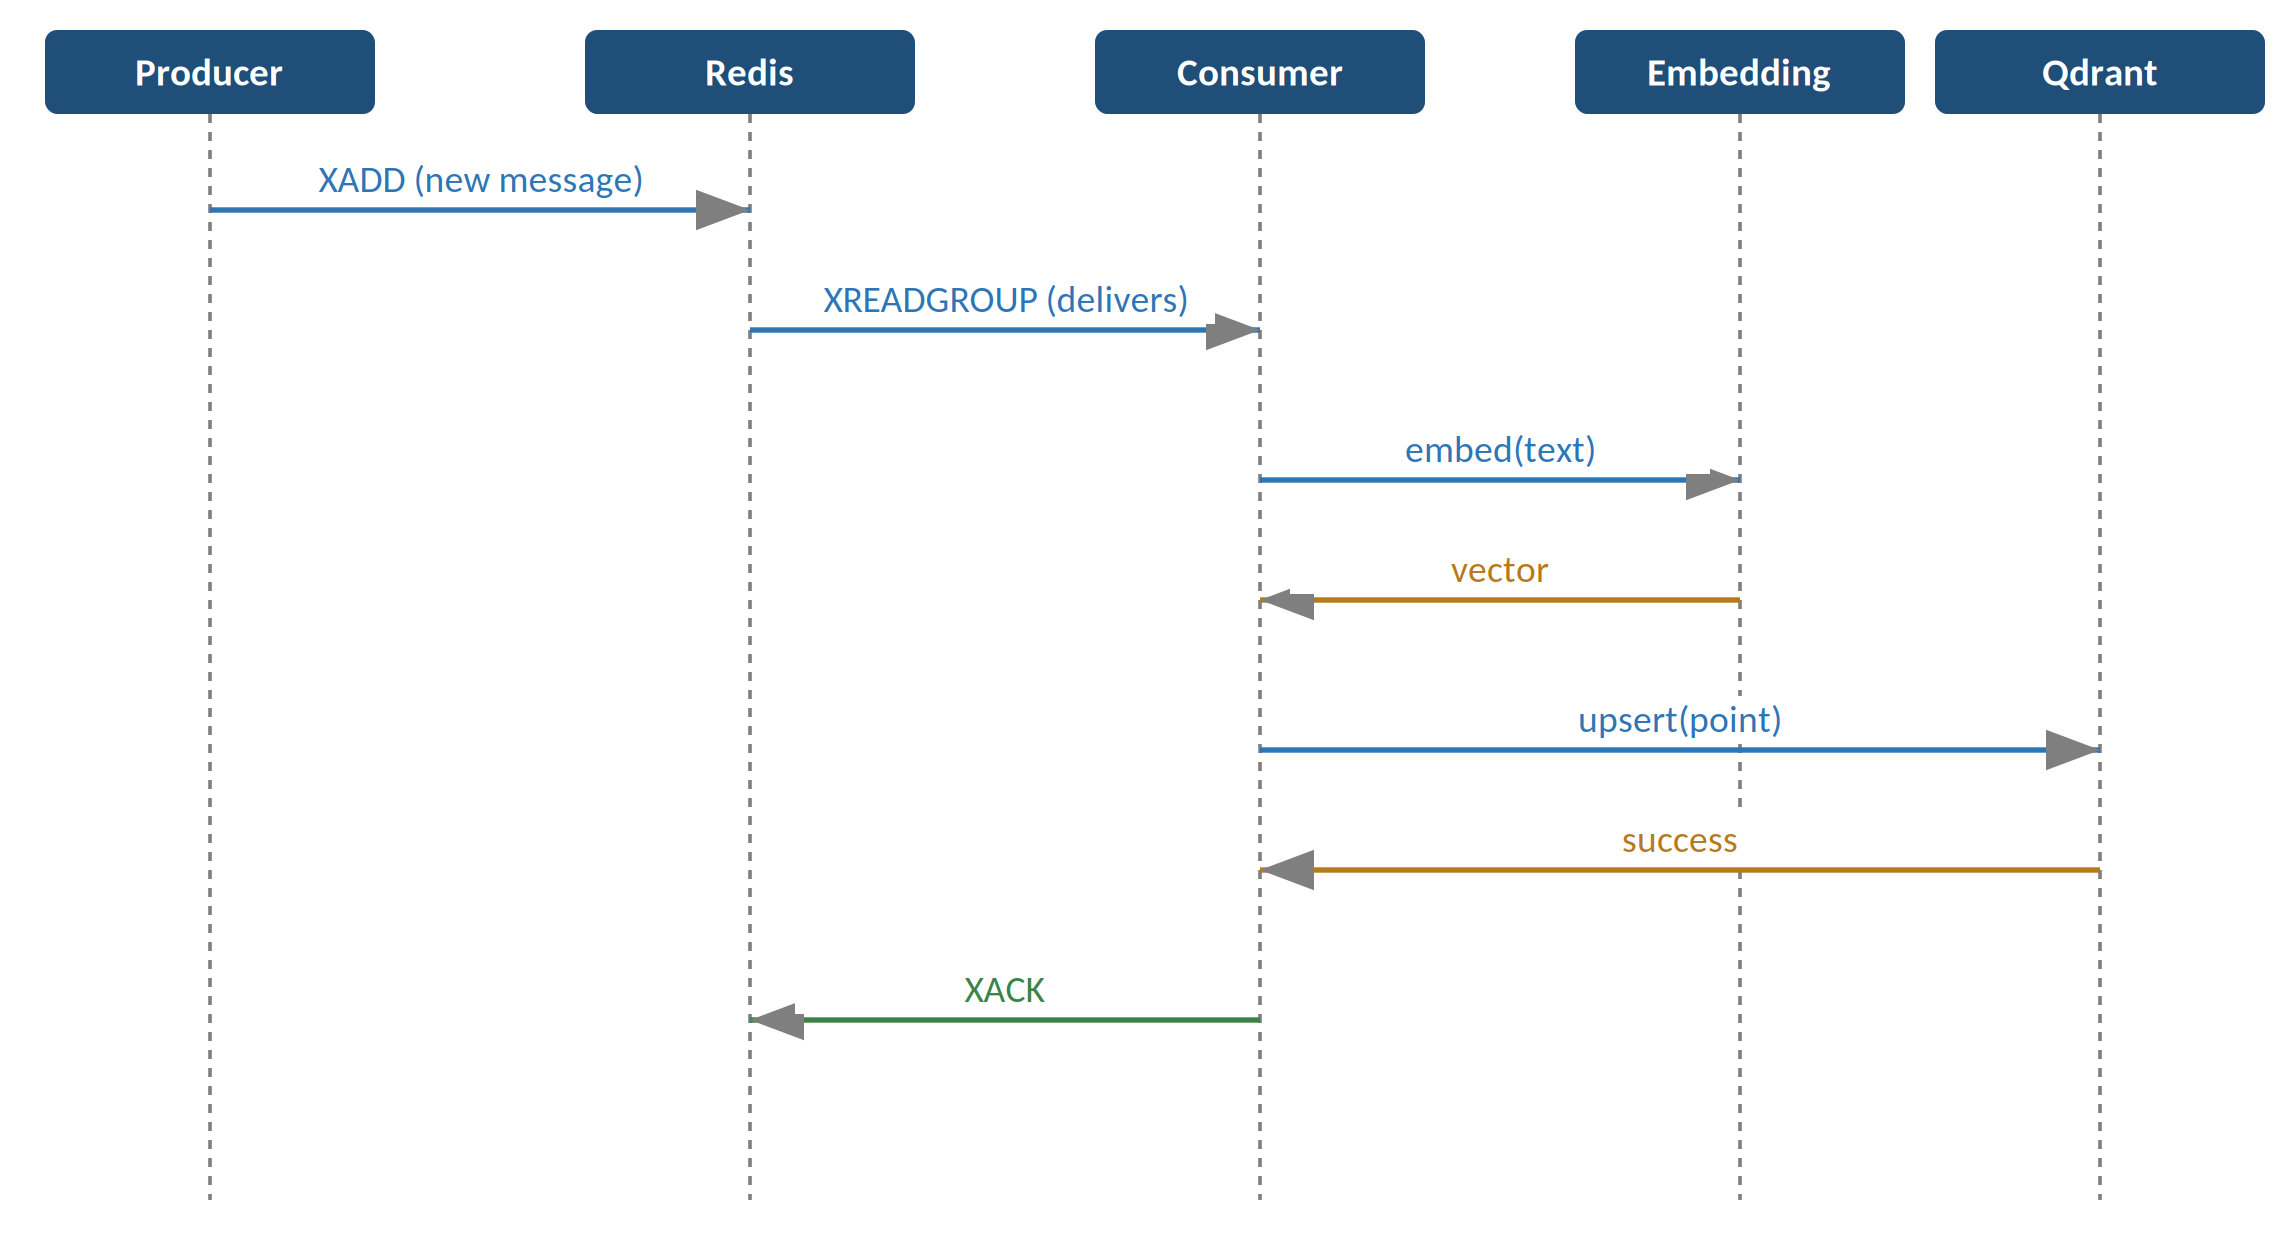 Producer
Redis
Consumer
Embedding
Qdrant
XADD (new message)
XREADGROUP (delivers)
embed(text)
vector
upsert(point)
success
XACK